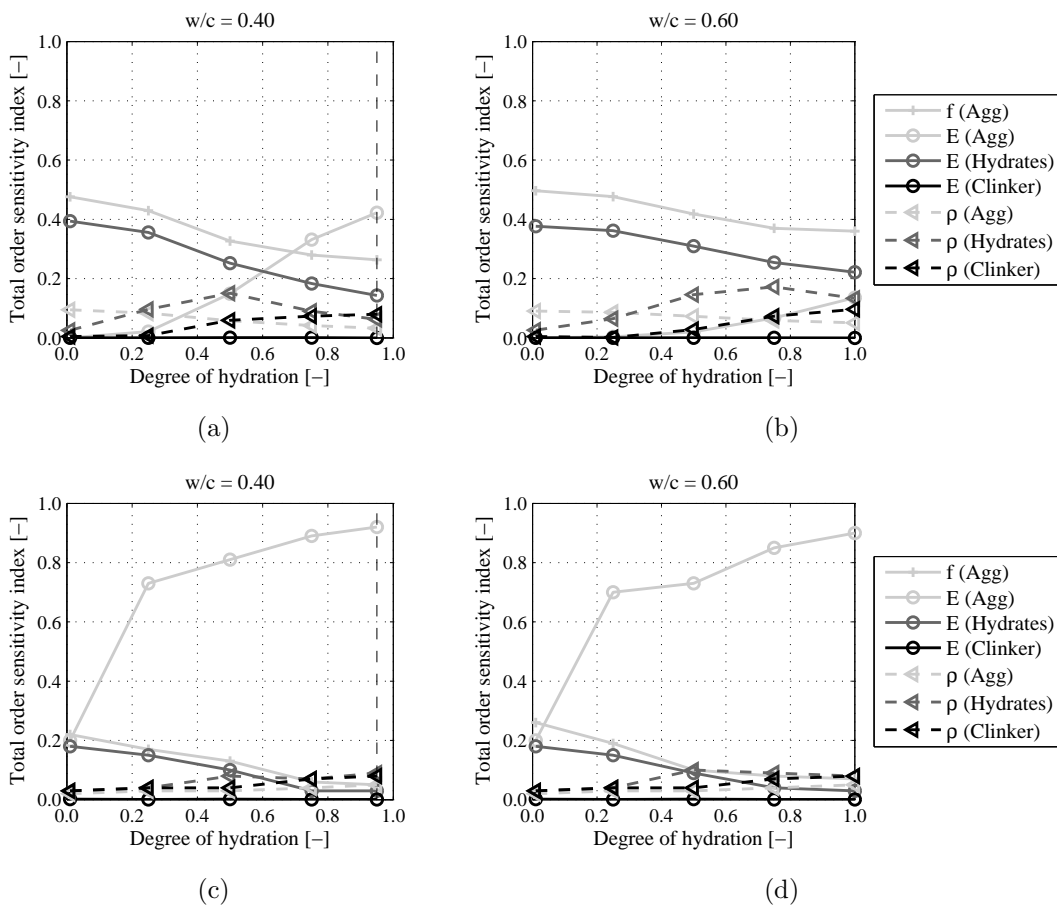 w/c = 0.40
Total order sensitivity index [−]
1.0
0.8
0.6
0.4
0.2
0.0
0.0 0.2 0.4 0.6 0.8 1.0
Degree of hydration [−]
(a)
w/c = 0.60
Total order sensitivity index [−]
1.0
0.8
0.6
0.4
0.2
0.0
0.0 0.2 0.4 0.6 0.8 1.0
Degree of hydration [−]
(b)
f (Agg)
E (Agg)
E (Hydrates)
E (Clinker)
ρ (Agg)
ρ (Hydrates)
ρ (Clinker)
w/c = 0.40
Total order sensitivity index [−]
1.0
0.8
0.6
0.4
0.2
0.0
0.0 0.2 0.4 0.6 0.8 1.0
Degree of hydration [−]
(c)
w/c = 0.60
Total order sensitivity index [−]
1.0
0.8
0.6
0.4
0.2
0.0
0.0 0.2 0.4 0.6 0.8 1.0
Degree of hydration [−]
(d)
f (Agg)
E (Agg)
E (Hydrates)
E (Clinker)
ρ (Agg)
ρ (Hydrates)
ρ (Clinker)